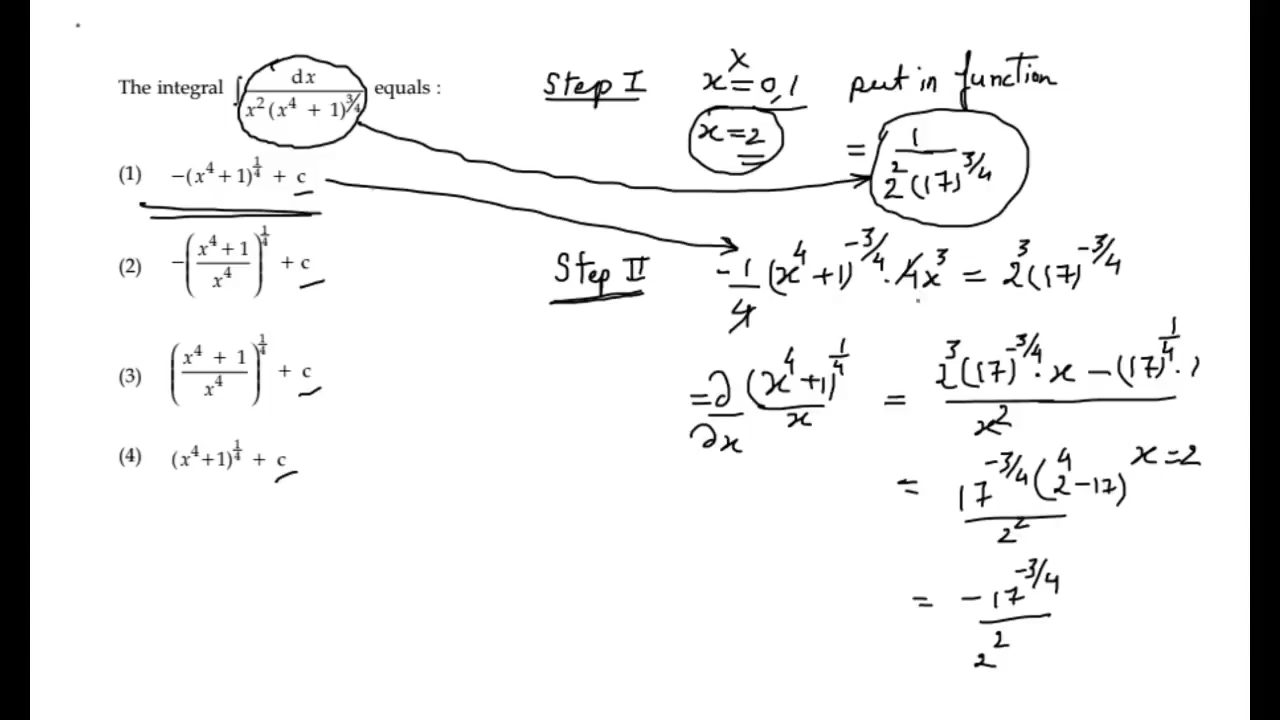 The integral ∫ dx / x²(x⁴ + 1)^¾ equals :
(1) −(x⁴ + 1)^¼ + c
(2) −((x⁴ + 1) / x⁴)^¼ + c
(3) ((x⁴ + 1) / x⁴)^¼ + c
(4) (x⁴+1)^¼ + c
Step I x = 0,1 put in function
x
x = 2
= 1 / 2² (17)^3/4
Step II −1/4 (x⁴+1)^−3/4 · 4x³ = 2³(17)^−3/4
= ∂/∂x (x⁴+1)^1/4 / x = 2³(17)^−3/4 · x − (17)^1/4 · 1 / x²
x = 2
= 17^−3/4 (2⁴ − 17) / 2²
= −17^−3/4 / 2²